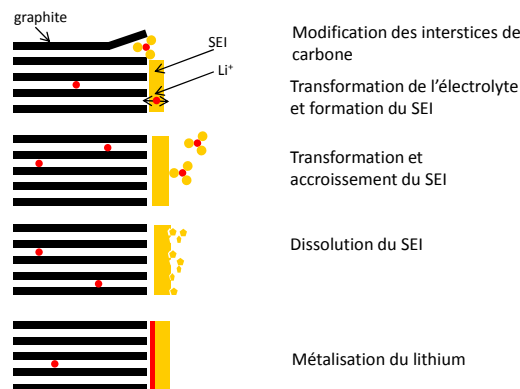 graphite
SEI
Li⁺
Modification des interstices de
carbone
Transformation de l'électrolyte
et formation du SEI
Transformation et
accroissement du SEI
Dissolution du SEI
Métalisation du lithium